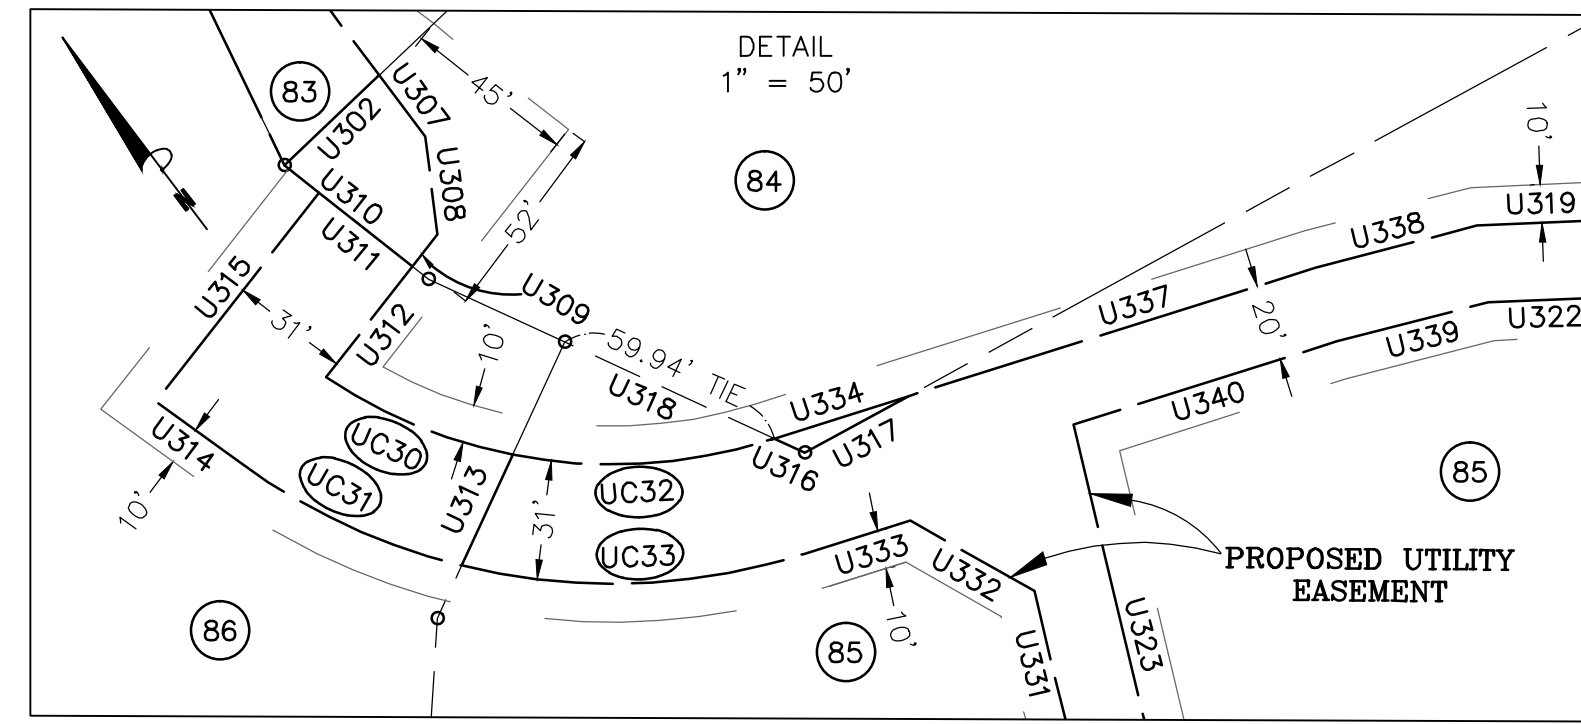 DETAIL
1" = 50'
83
U307
45'
U302
10'
U308
84
U310
52'
U319
U338
U311
U315
U309
U337
20'
U322
31'
U312
10'
59.94' TIE
U339
U318
U334
U340
U314
UC30
U316
U317
85
UC31
U313
UC32
10'
31'
UC33
U333
PROPOSED UTILITY
EASEMENT
U332
86
85
10'
U331
U323
N